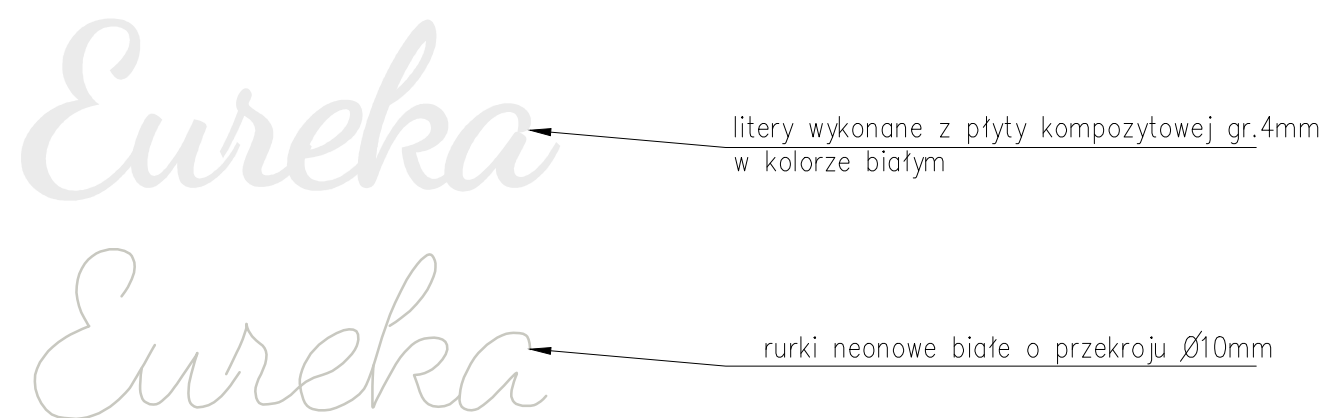 Eureka
litery wykonane z płyty kompozytowej gr.4mm
w kolorze białym
Eureka
rurki neonowe białe o przekroju Ø10mm